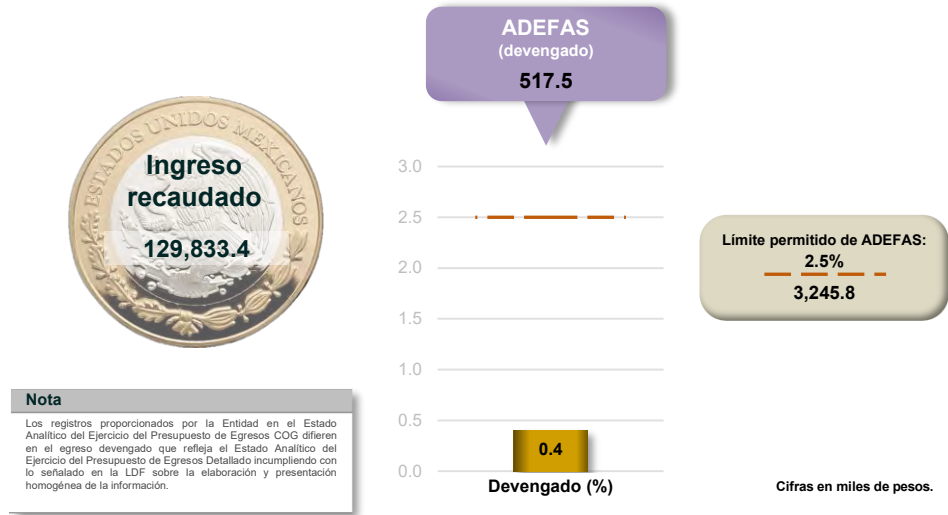 ADEFAS
(devengado)
517.5
ESTADOS UNIDOS MEXICANOS
Ingreso
recaudado
129,833.4
3.0
2.5
2.0
1.5
1.0
0.5
0.0
0.4
Devengado (%)
Límite permitido de ADEFAS:
2.5%
3,245.8
Nota
Los registros proporcionados por la Entidad en el Estado
Analítico del Ejercicio del Presupuesto de Egresos COG difieren
en el egreso devengado que refleja el Estado Analítico del
Ejercicio del Presupuesto de Egresos Detallado incumpliendo con
lo señalado en la LDF sobre la elaboración y presentación
homogénea de la información.
Cifras en miles de pesos.